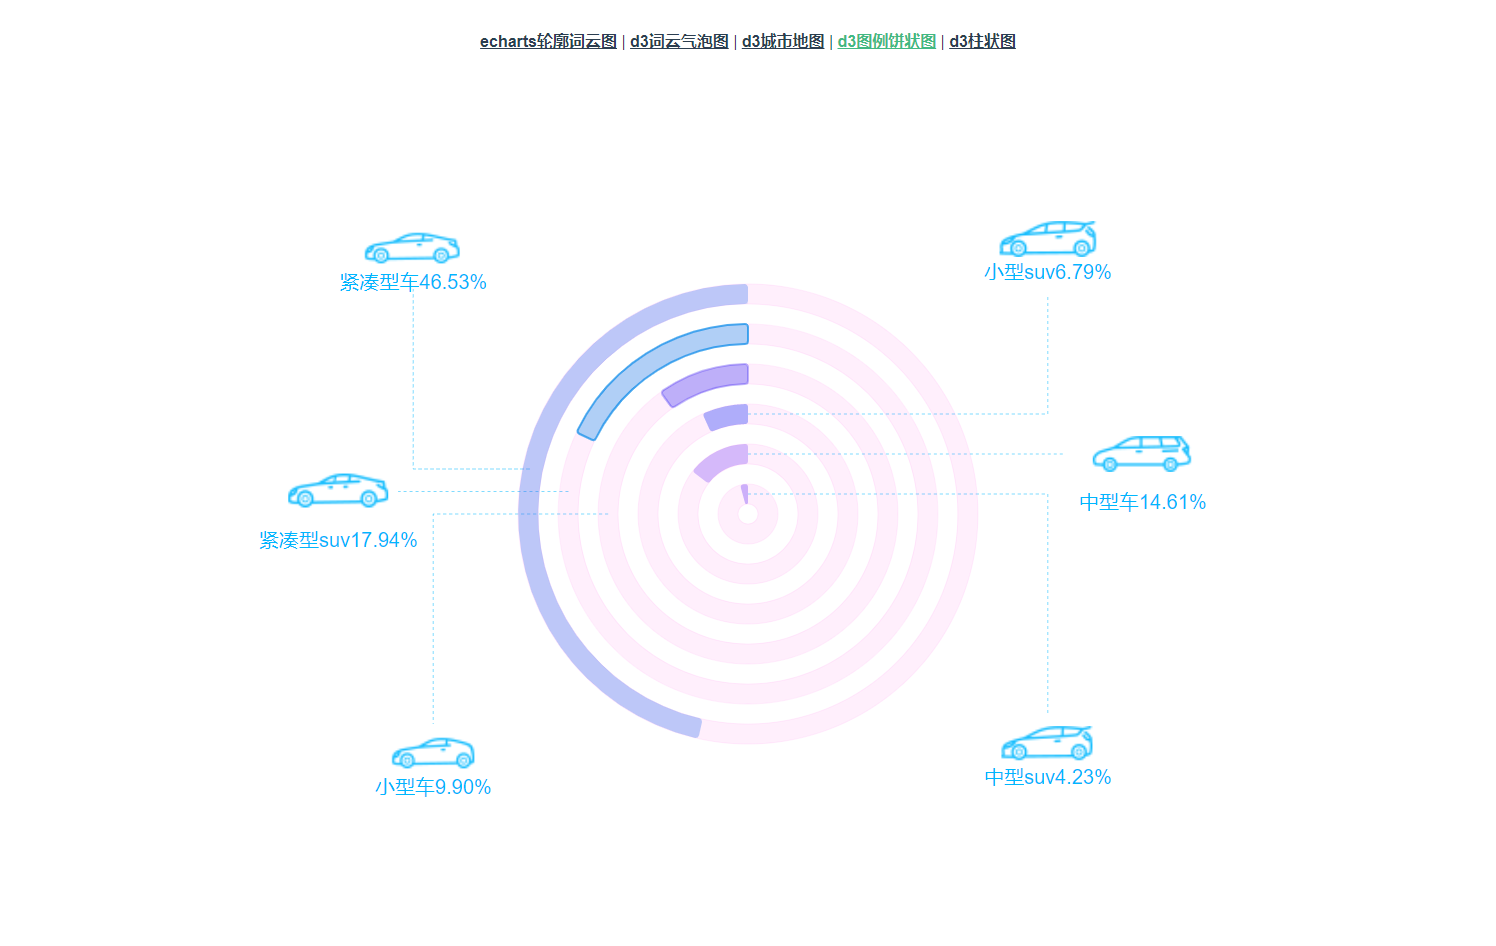 echarts轮廓词云图 | d3词云气泡图 | d3城市地图 | d3图例饼状图 | d3柱状图
紧凑型车46.53%
小型suv6.79%
中型车14.61%
紧凑型suv17.94%
中型suv4.23%
小型车9.90%